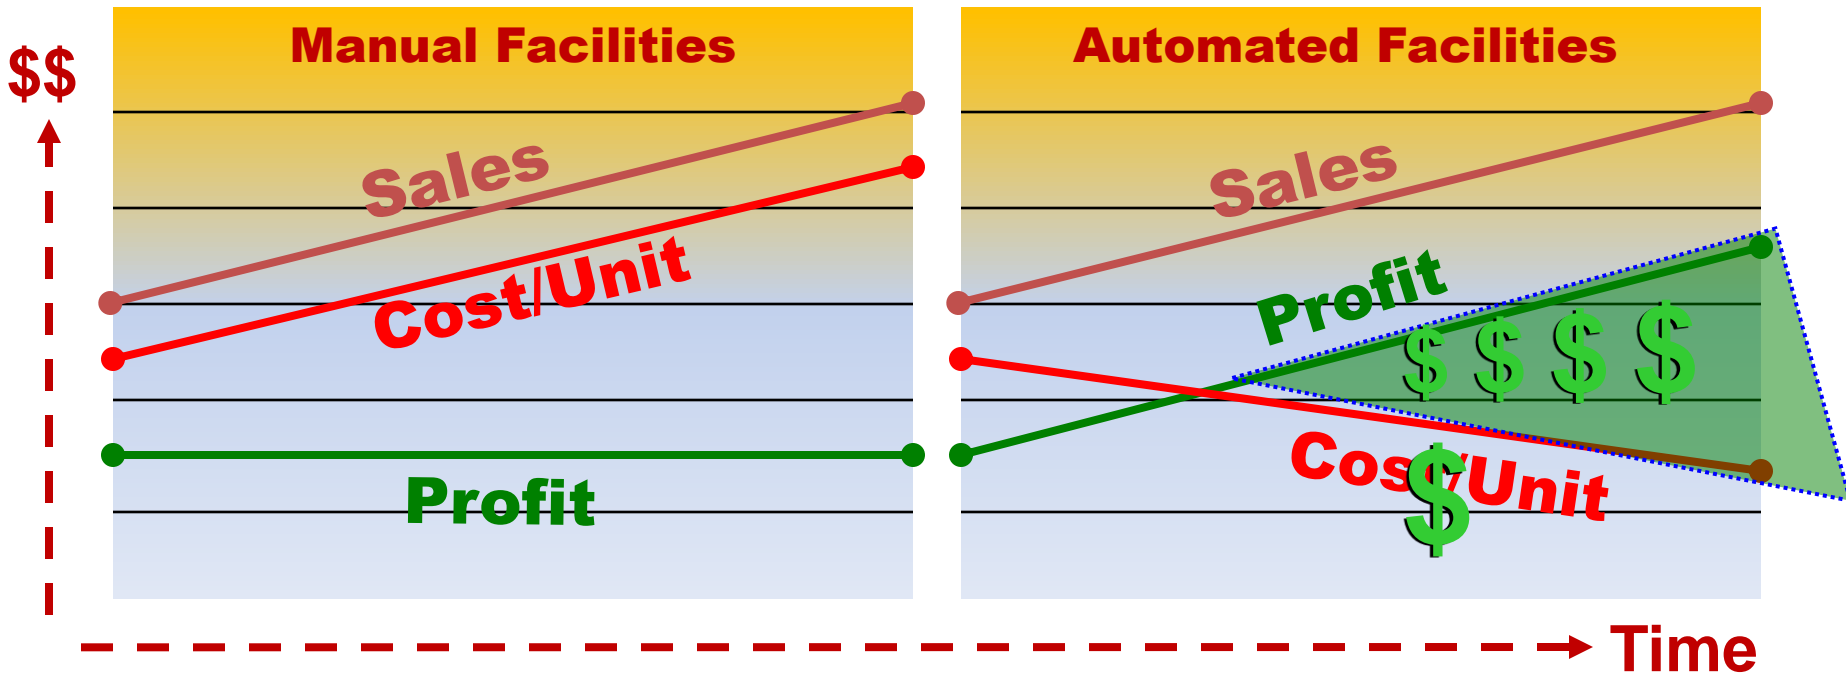 Manual Facilities
Automated Facilities
$$
Sales
Cost/Unit
Profit
Sales
Profit
$ $ $ $
Cost/Unit
$
Time